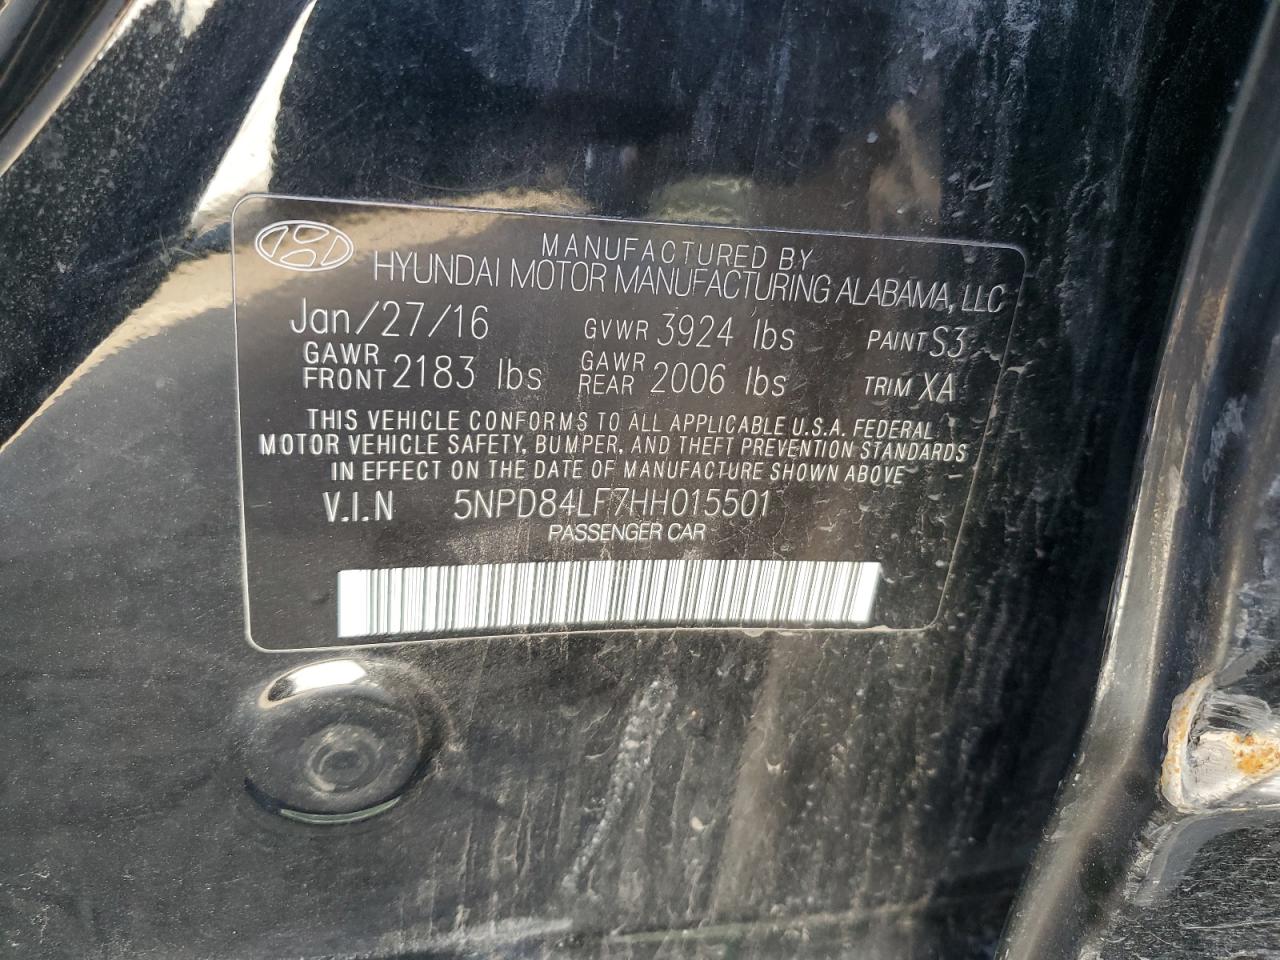 MANUFACTURED BY
HYUNDAI MOTOR MANUFACTURING ALABAMA, LLC
Jan/27/16 GVWR 3924 lbs PAINT S3
GAWR FRONT 2183 lbs GAWR REAR 2006 lbs TRIM XA
THIS VEHICLE CONFORMS TO ALL APPLICABLE U.S.A. FEDERAL
MOTOR VEHICLE SAFETY, BUMPER, AND THEFT PREVENTION STANDARDS
IN EFFECT ON THE DATE OF MANUFACTURE SHOWN ABOVE
V.I.N 5NPD84LF7HH015501
PASSENGER CAR